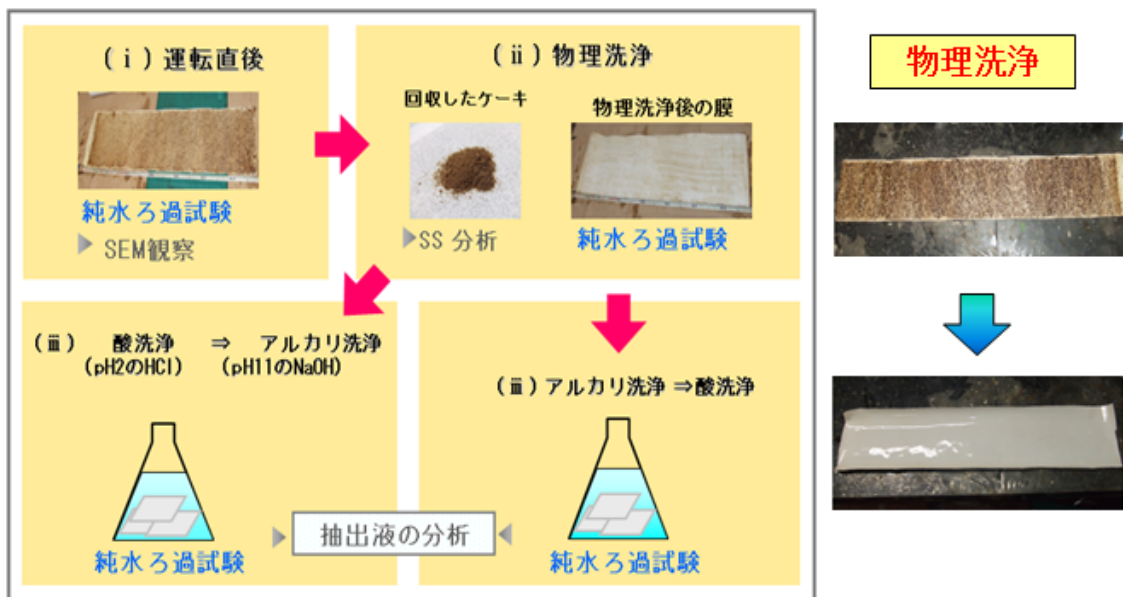 (ⅰ)運転直後
純水ろ過試験
▶SEM観察
(ⅱ)物理洗浄
回収したケーキ
▶SS 分析
物理洗浄後の膜
純水ろ過試験
(ⅲ) 酸洗浄 ⇒ アルカリ洗浄
(pH2のHCl) (pH11のNaOH)
純水ろ過試験
(ⅲ)アルカリ洗浄⇒酸洗浄
純水ろ過試験
抽出液の分析
物理洗浄